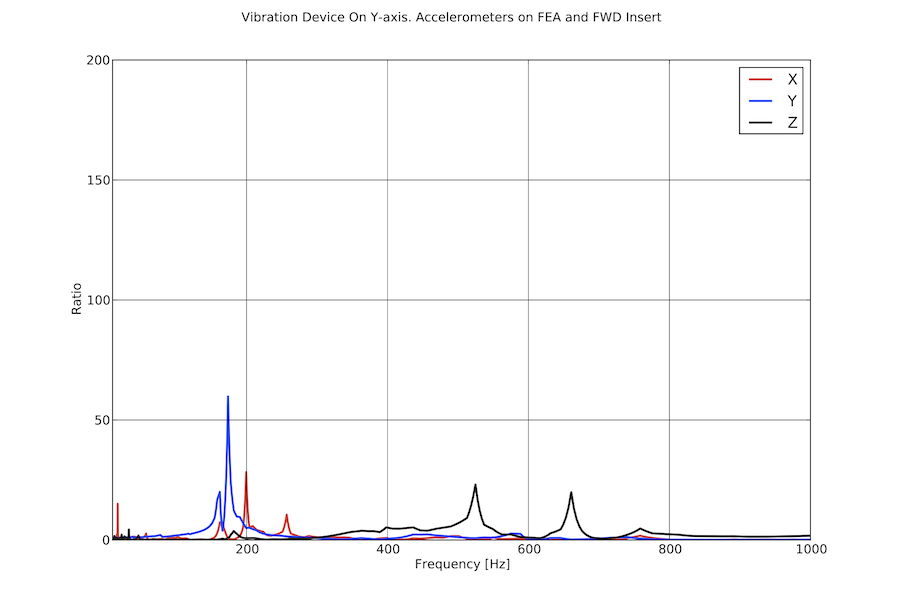 Vibration Device On Y-axis. Accelerometers on FEA and FWD Insert
200
X
Y
Z
150
Ratio
100
50
0
200
400
600
800
1000
Frequency [Hz]